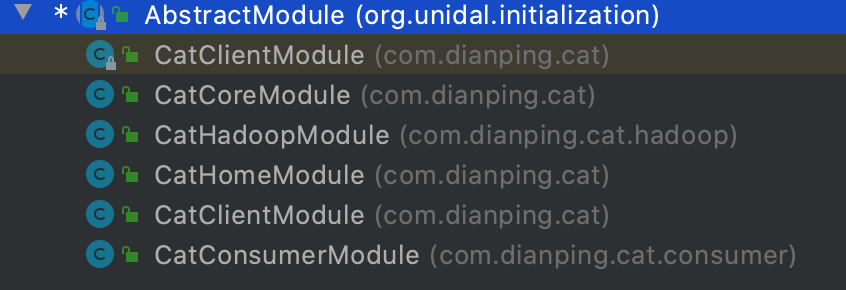 * C AbstractModule (org.unidal.initialization)
C CatClientModule (com.dianping.cat)
C CatCoreModule (com.dianping.cat)
C CatHadoopModule (com.dianping.cat.hadoop)
C CatHomeModule (com.dianping.cat)
C CatClientModule (com.dianping.cat)
C CatConsumerModule (com.dianping.cat.consumer)